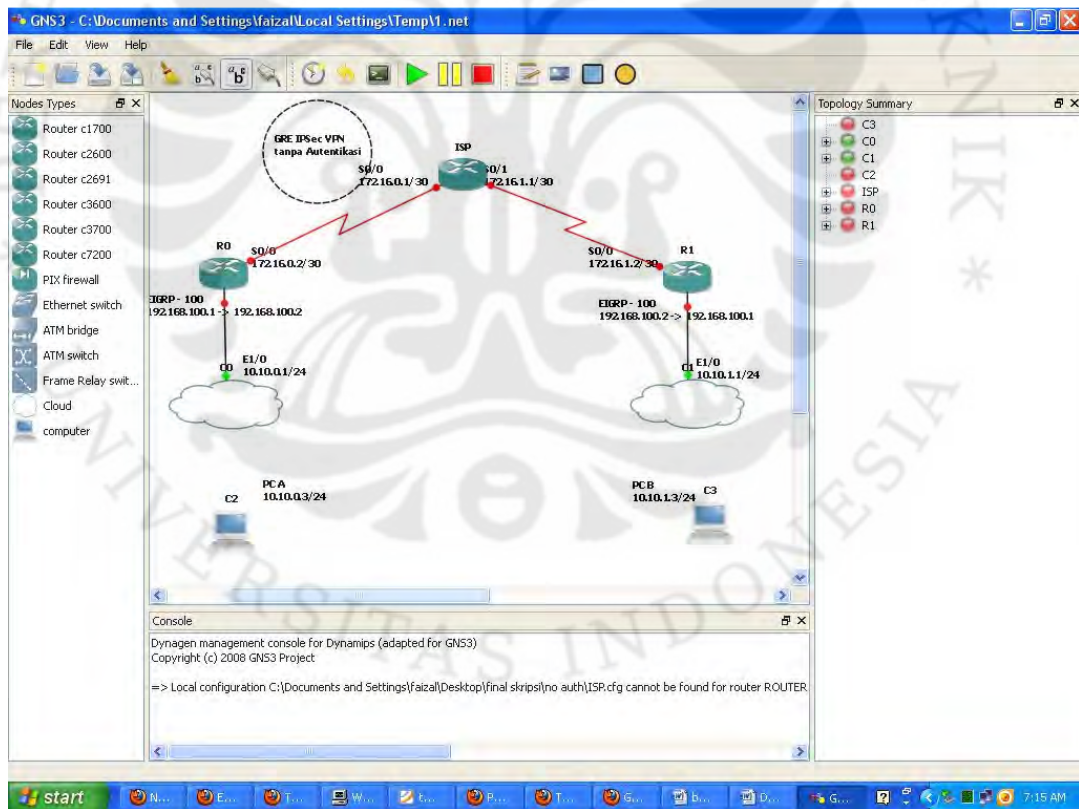 GNS3 - C:\Documents and Settings\faizal\Local Settings\Temp\1.net
File Edit View Help
Nodes Types
Router c1700
Router c2600
Router c2691
Router c3600
Router c3700
Router c7200
PIX firewall
Ethernet switch
ATM bridge
ATM switch
Frame Relay swit...
Cloud
computer
GRE IPSec VPN
tanpa Autentikasi
ISP
S0/0
172.16.0.1/30
S0/1
172.16.1.1/30
R0
S0/0
172.16.0.2/30
S0/0
172.16.1.2/30
R1
EIGRP - 100
192.168.100.1 -> 192.168.100.2
EIGRP - 100
192.168.100.2 -> 192.168.100.1
C0
E1/0
10.10.0.1/24
C1
E1/0
10.10.1.1/24
PC A
10.10.0.3/24
C2
PC B
10.10.1.3/24
C3
Topology Summary
C3
C0
C1
C2
ISP
R0
R1
Console
Dynagen management console for Dynamips (adapted for GNS3)
Copyright (c) 2008 GNS3 Project
=> Local configuration C:\Documents and Settings\faizal\Desktop\final skripsi\no auth\ISP.cfg cannot be found for router ROUTER
start
N...
E...
T...
W...
t...
P...
T...
G...
b...
D...
G...
7:15 AM
UNIVERSITAS INDONESIA
KNIK *